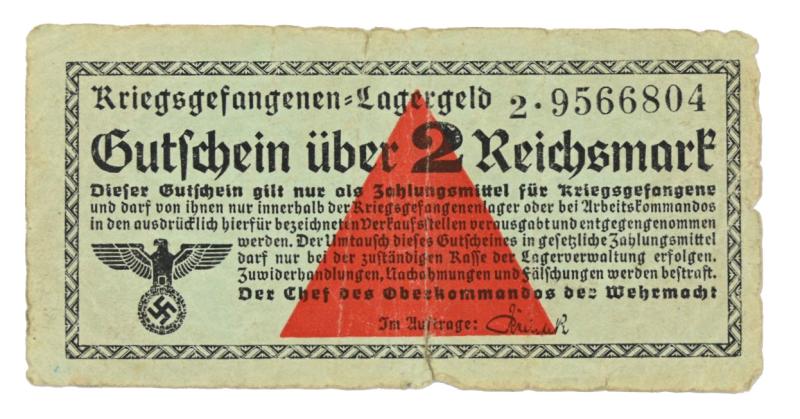 Kriegsgefangenen-Lagergeld 2·9566804
Gutschein über 2 Reichsmark
Dieser Gutschein gilt nur als Zahlungsmittel für Kriegsgefangene
und darf von ihnen nur innerhalb der Kriegsgefangenenlager oder bei Arbeitskommandos
in den ausdrücklich hierfür bezeichneten Verkaufsstellen verausgabt und entgegengenommen
werden. Der Umtausch dieses Gutscheines in gesetzliche Zahlungsmittel
darf nur bei der zuständigen Kasse der Lagerverwaltung erfolgen.
Zuwiderhandlungen, Nachahmungen und Fälschungen werden bestraft.
Der Chef des Oberkommandos der Wehrmacht
Im Auftrage: